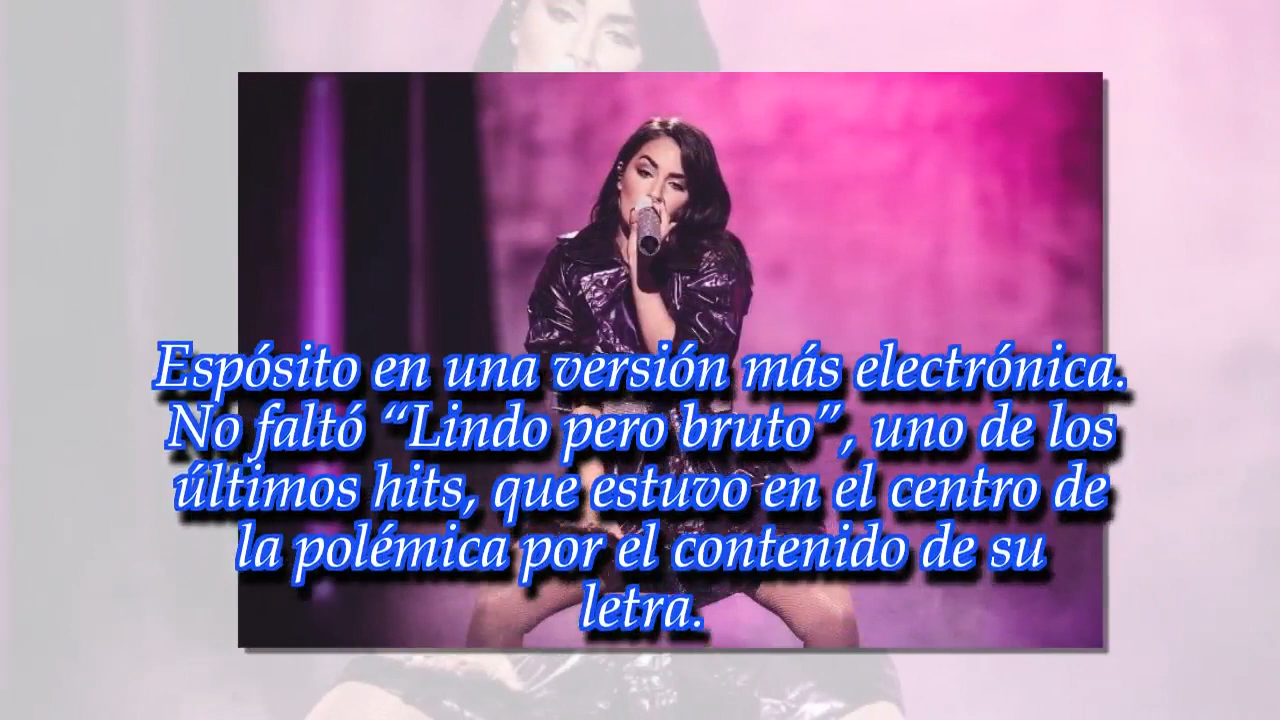 Espósito en una versión más electrónica.
No faltó “Lindo pero bruto”, uno de los
últimos hits, que estuvo en el centro de
la polémica por el contenido de su
letra.